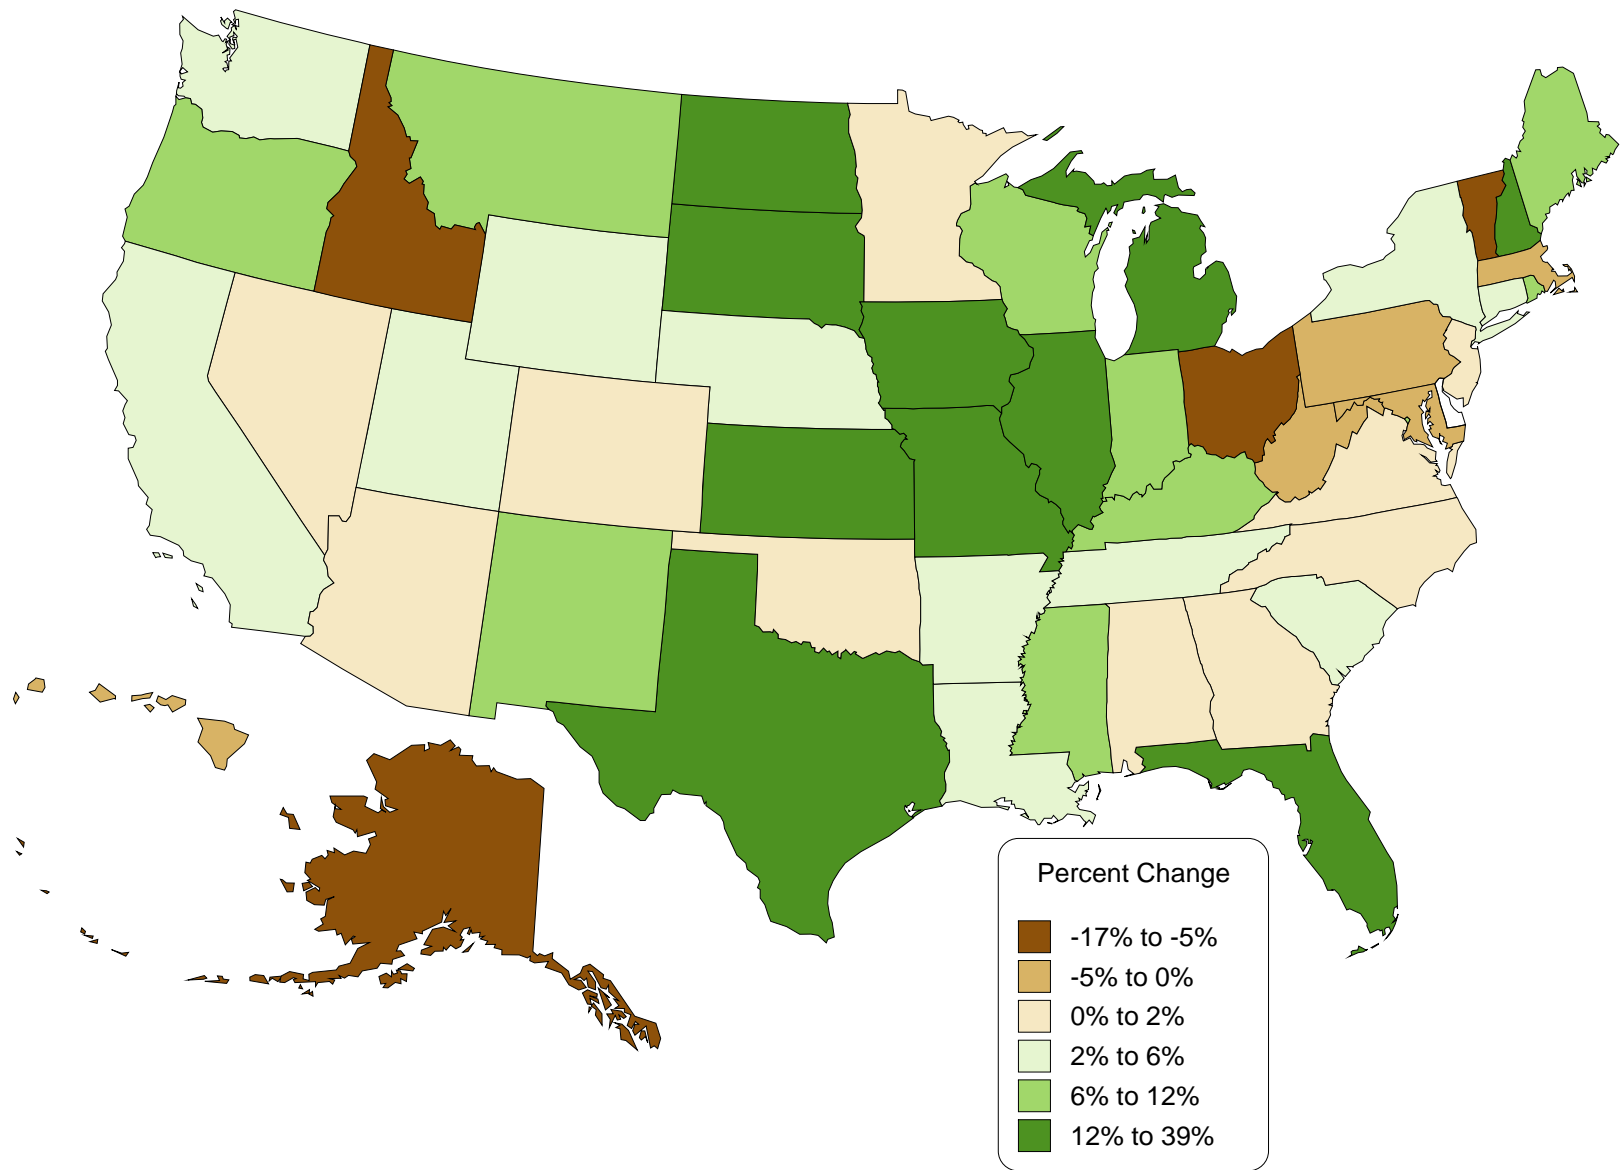 Percent Change
-17% to -5%
-5% to 0%
0% to 2%
2% to 6%
6% to 12%
12% to 39%